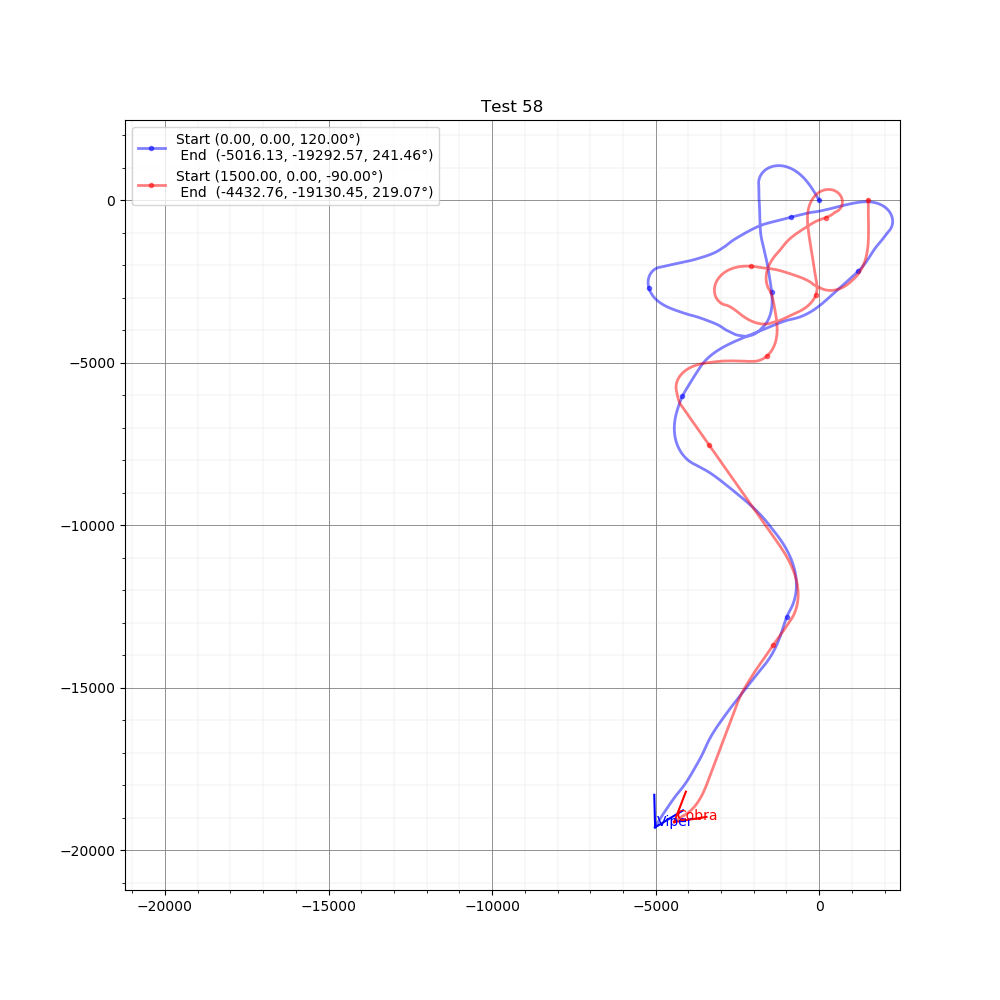 Test 58
Start (0.00, 0.00, 120.00°)
End (-5016.13, -19292.57, 241.46°)
Start (1500.00, 0.00, -90.00°)
End (-4432.76, -19130.45, 219.07°)
0
−5000
−10000
−15000
−20000
Cobra
Viper
−20000 −15000 −10000 −5000 0